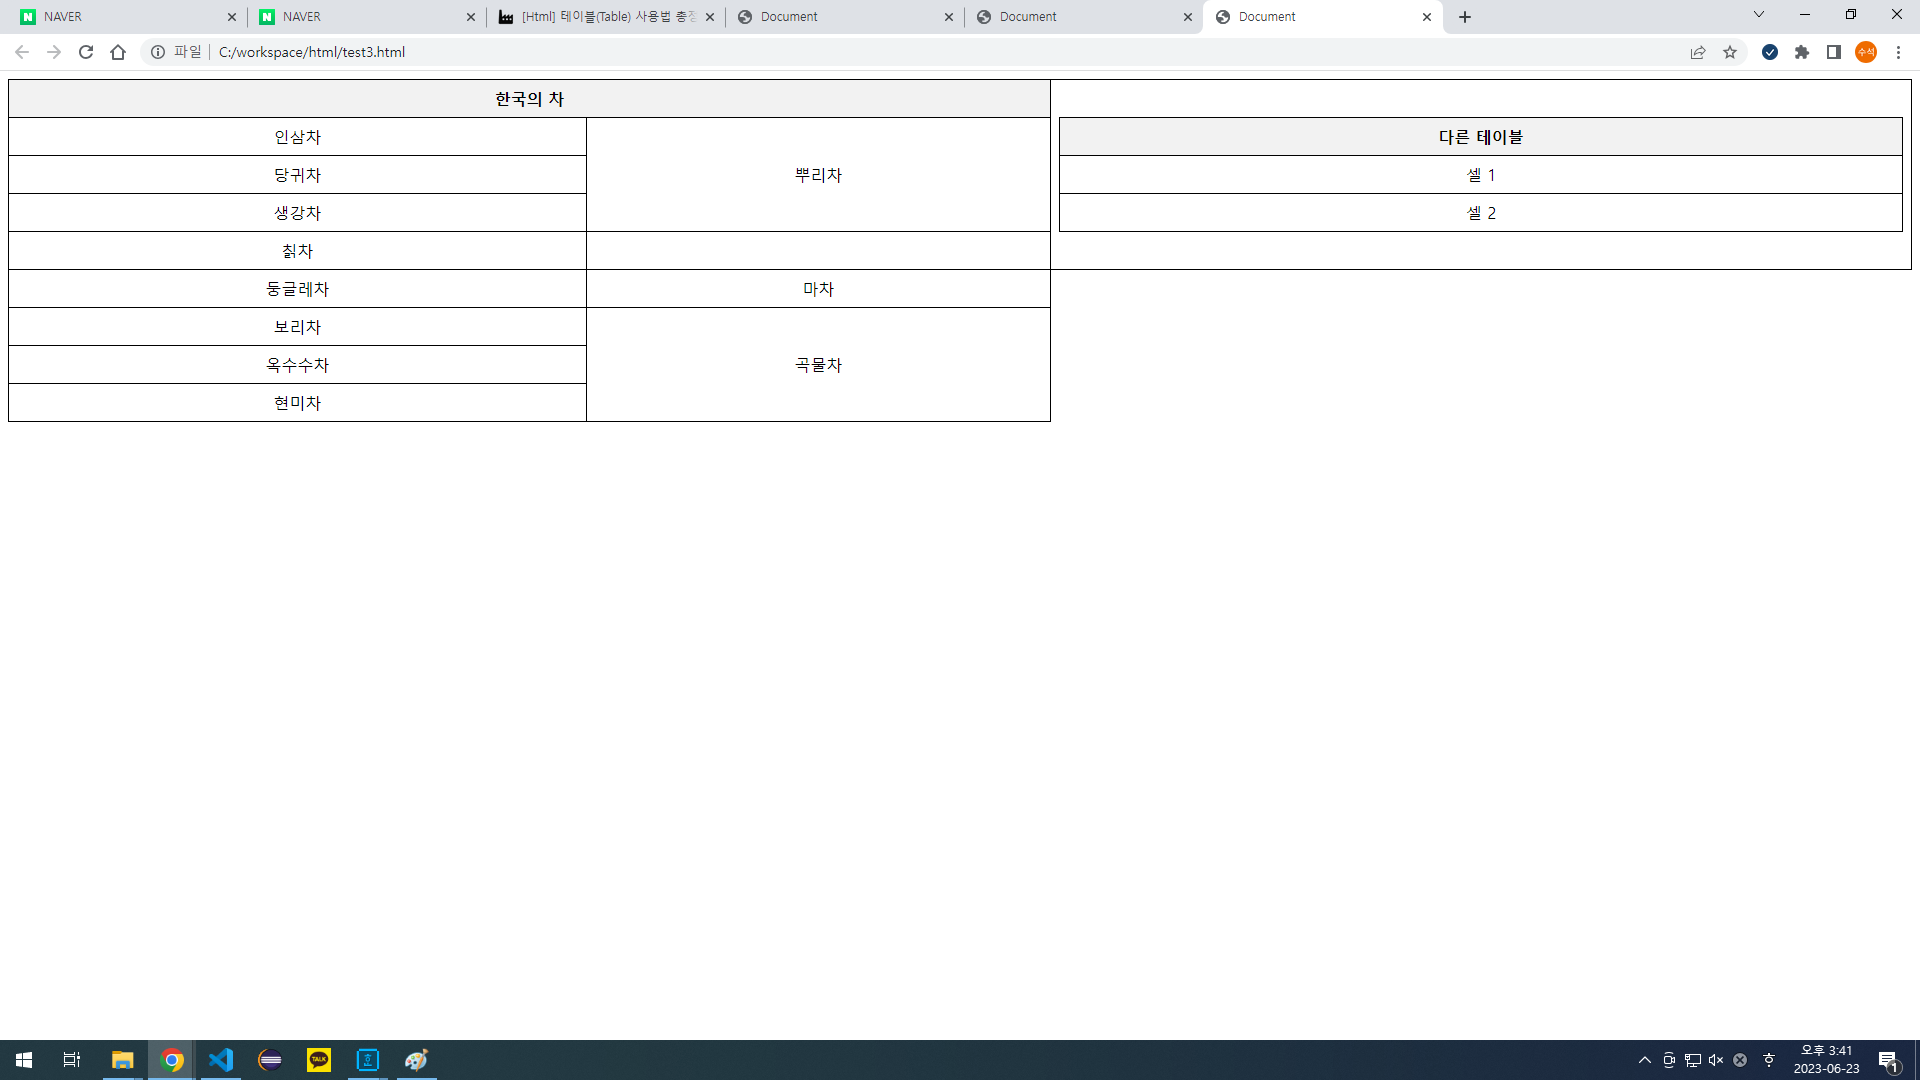 NAVER
NAVER
[Html] 테이블(Table) 사용법 총정
Document
Document
Document
파일 C:/workspace/html/test3.html
수석
한국의 차
인삼차
뿌리차
당귀차
생강차
칡차
둥글레차 마차
보리차
곡물차
옥수수차
현미차
다른 테이블
셀 1
셀 2
TALK
오후 3:41
2023-06-23
1